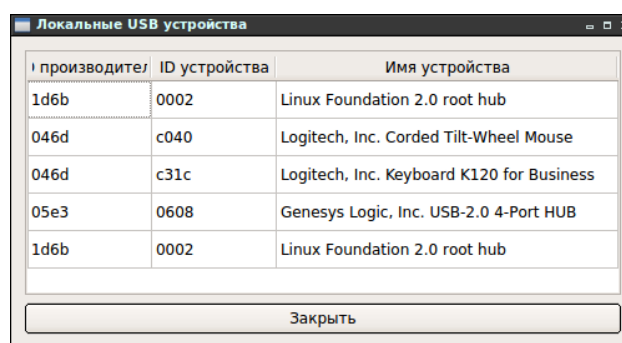 Локальные USB устройства
производител ID устройства Имя устройства
1d6b 0002 Linux Foundation 2.0 root hub
046d c040 Logitech, Inc. Corded Tilt-Wheel Mouse
046d c31c Logitech, Inc. Keyboard K120 for Business
05e3 0608 Genesys Logic, Inc. USB-2.0 4-Port HUB
1d6b 0002 Linux Foundation 2.0 root hub
Закрыть